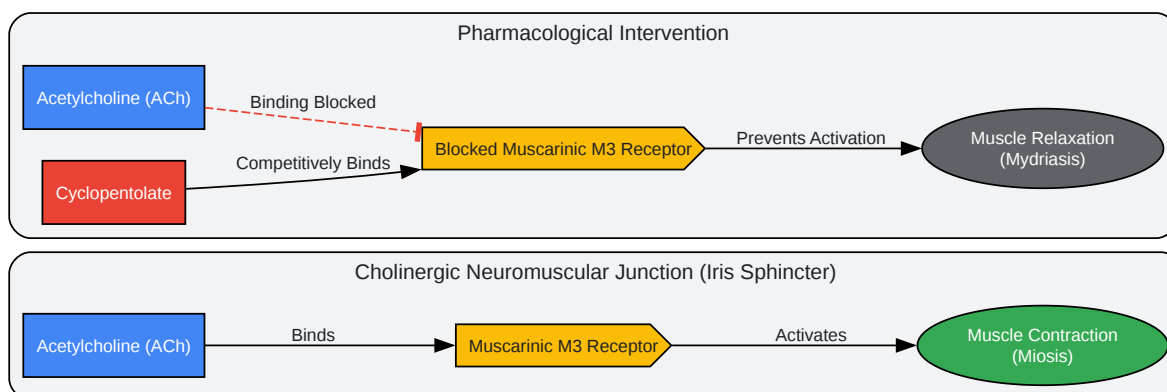 Pharmacological Intervention
Acetylcholine (ACh)
Binding Blocked
Cyclopentolate
Competitively Binds
Blocked Muscarinic M3 Receptor
Prevents Activation
Muscle Relaxation
(Mydriasis)
Cholinergic Neuromuscular Junction (Iris Sphincter)
Acetylcholine (ACh)
Binds
Muscarinic M3 Receptor
Activates
Muscle Contraction
(Miosis)